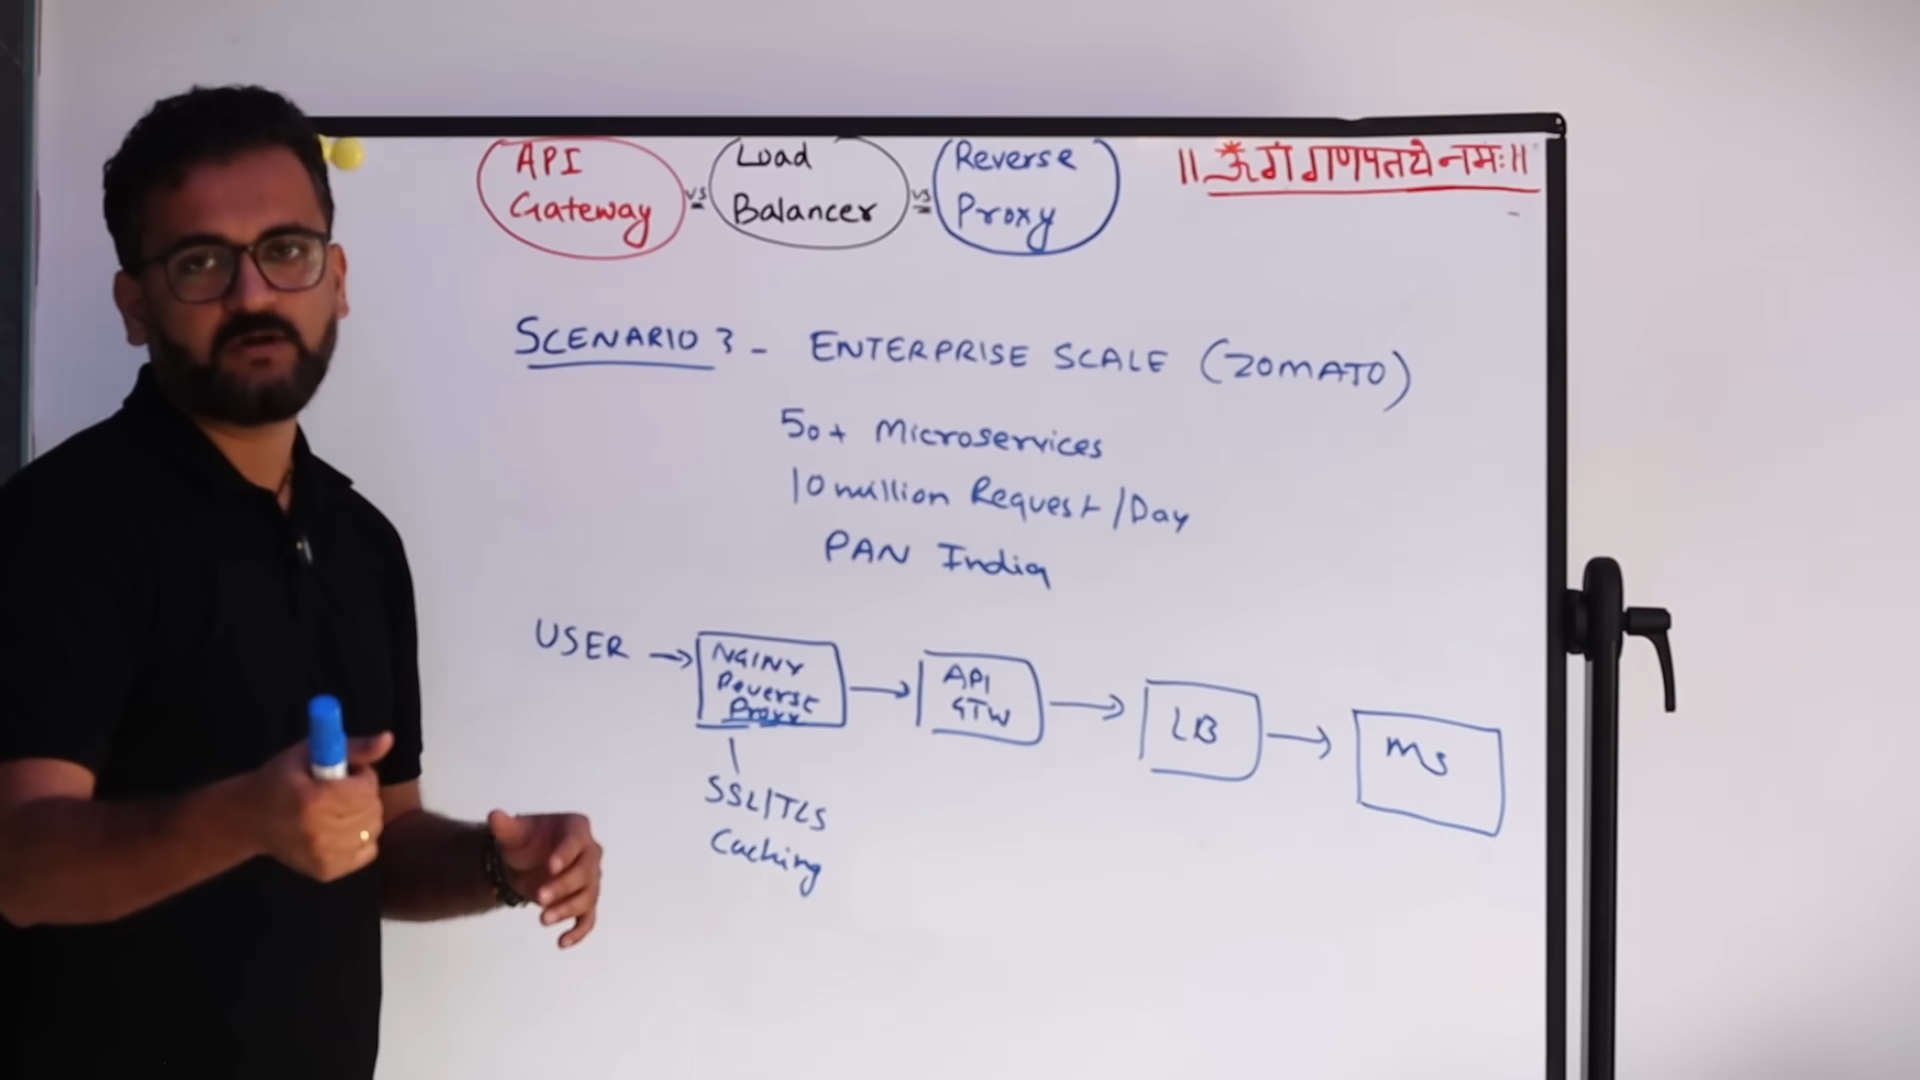 API Gateway
vs
Load Balancer
vs
Reverse Proxy
॥ ॐ गं गणपतये नमः॥
SCENARIO 3 - ENTERPRISE SCALE (ZOMATO)
50+ Microservices
10 million Request/Day
PAN India
USER → NGINX Reverse Proxy → API GTW → LB → MS
SSL/TLS
Caching